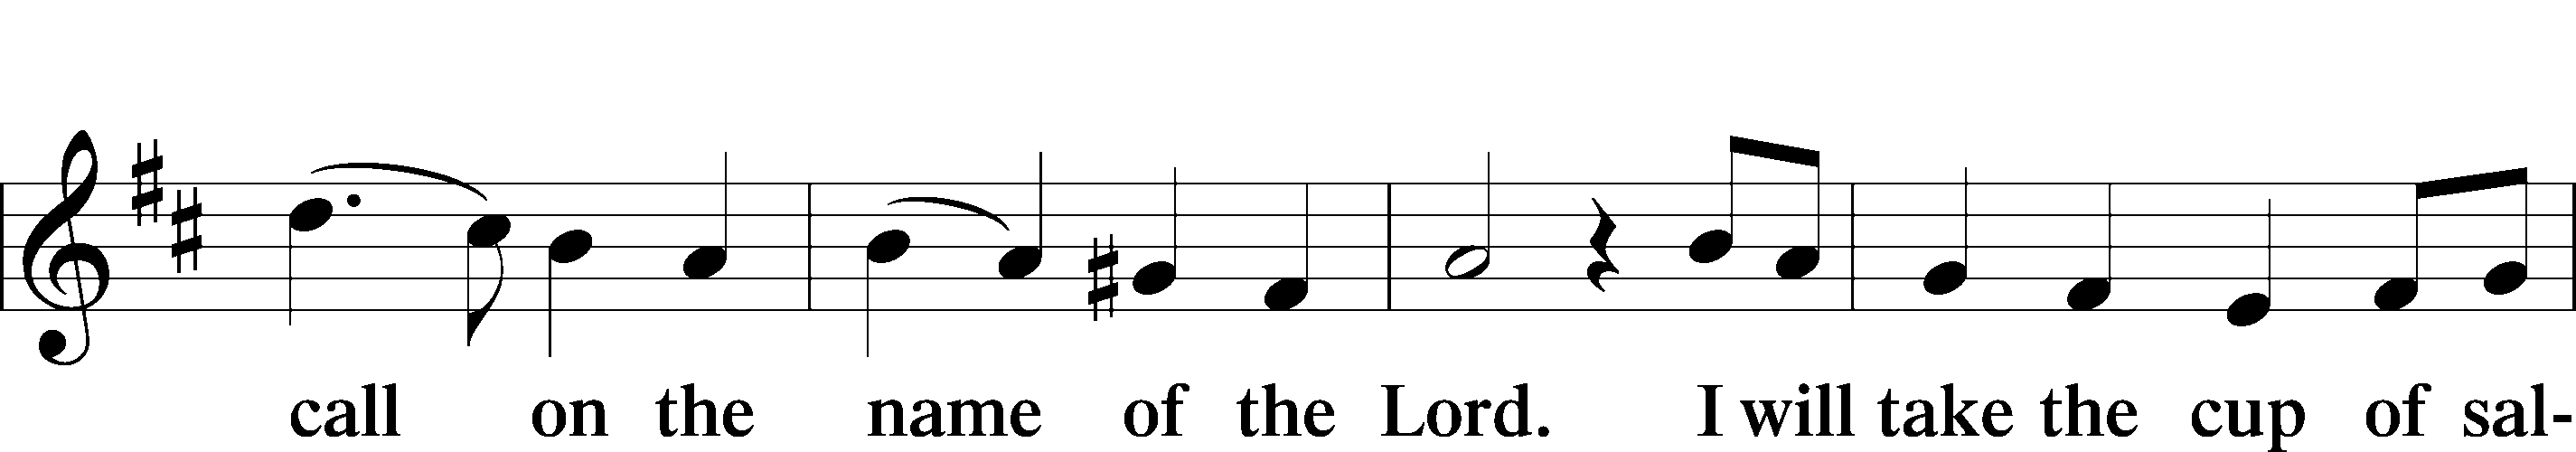 call on the name of the Lord. I will take the cup of sal-